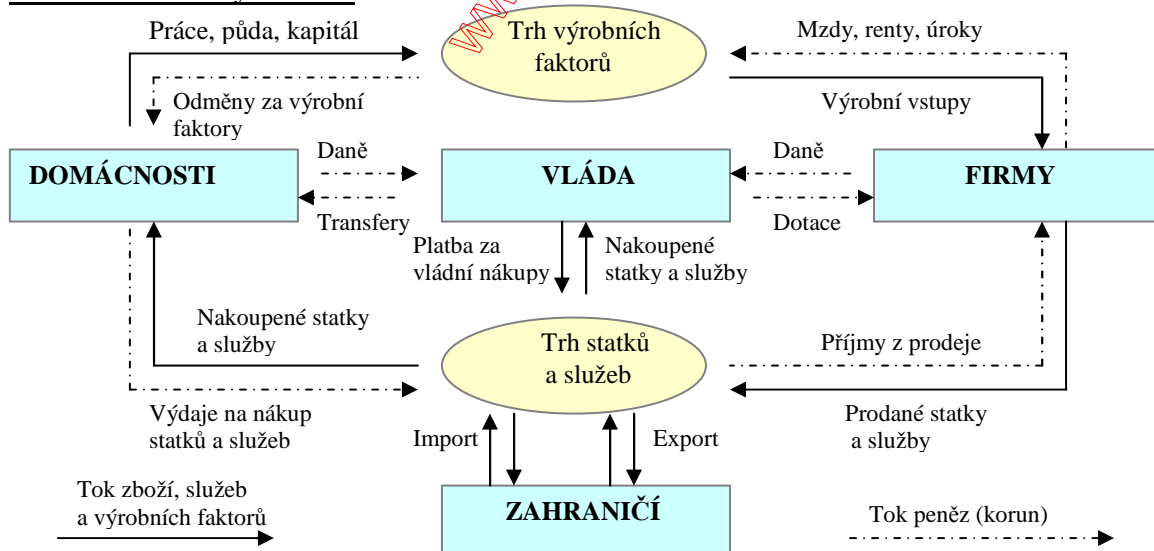 Práce, půda, kapitál
Trh výrobních
faktorů
Mzdy, renty, úroky
Odměny za výrobní
faktory
Výrobní vstupy
DOMÁCNOSTI
Daně
VLÁDA
Daně
FIRMY
Transfery
Dotace
Platba za
vládní nákupy
Nakoupené
statky a služby
Nakoupené statky
a služby
Trh statků
a služeb
Příjmy z prodeje
Výdaje na nákup
statků a služeb
Import
Export
Prodané statky
a služby
ZAHRANIČÍ
Tok zboží, služeb
a výrobních faktorů
Tok peněz (korun)